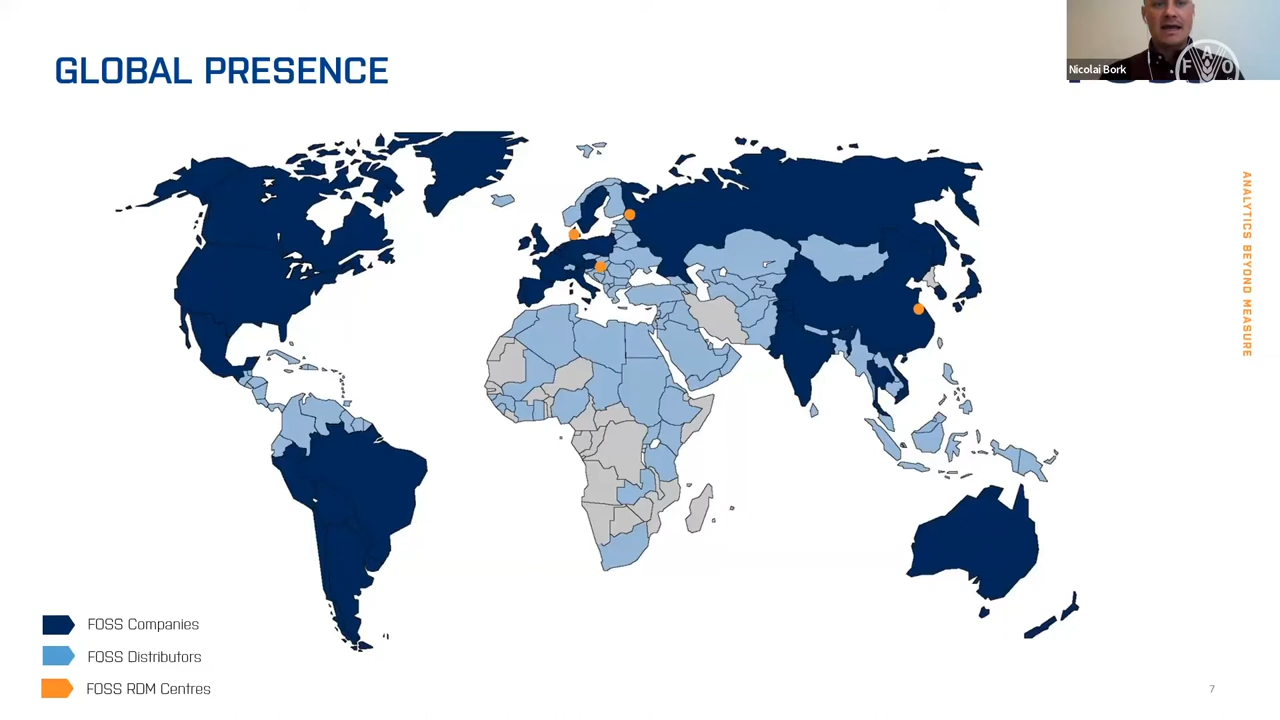 GLOBAL PRESENCE
Nicolai Bork
F A O
ANALYTICS BEYOND MEASURE
FOSS Companies
FOSS Distributors
FOSS RDM Centres
7